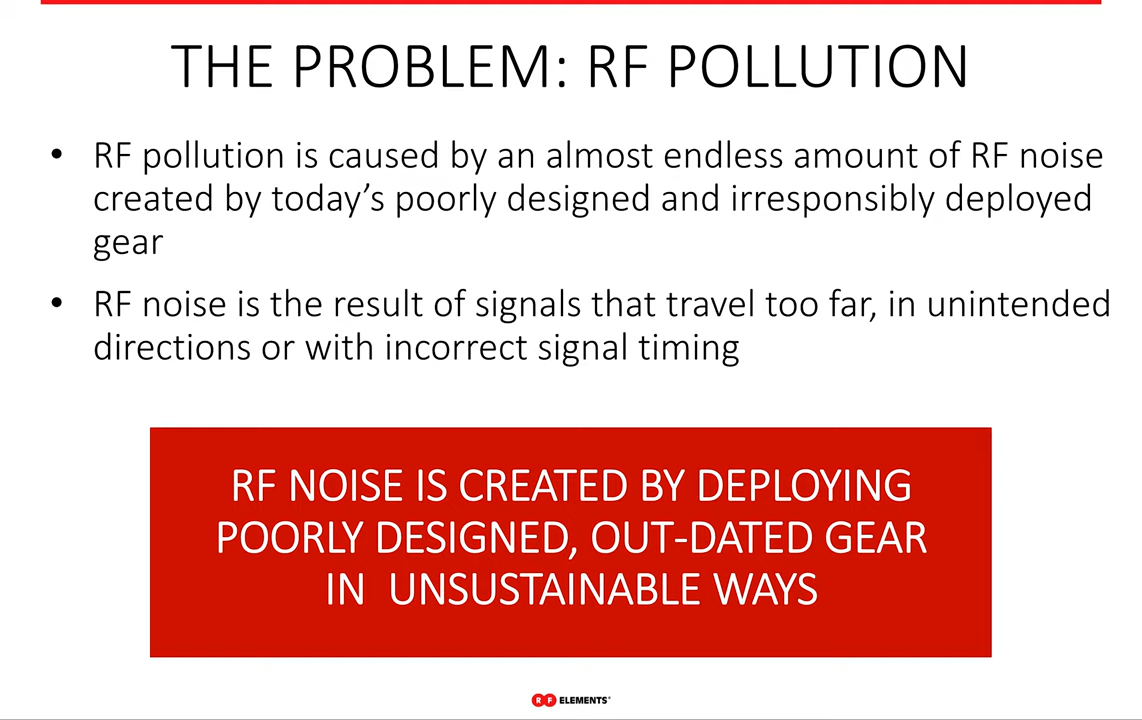 THE PROBLEM: RF POLLUTION
• RF pollution is caused by an almost endless amount of RF noise
created by today’s poorly designed and irresponsibly deployed
gear
• RF noise is the result of signals that travel too far, in unintended
directions or with incorrect signal timing
RF NOISE IS CREATED BY DEPLOYING
POORLY DESIGNED, OUT-DATED GEAR
IN  UNSUSTAINABLE WAYS
RF ELEMENTS®